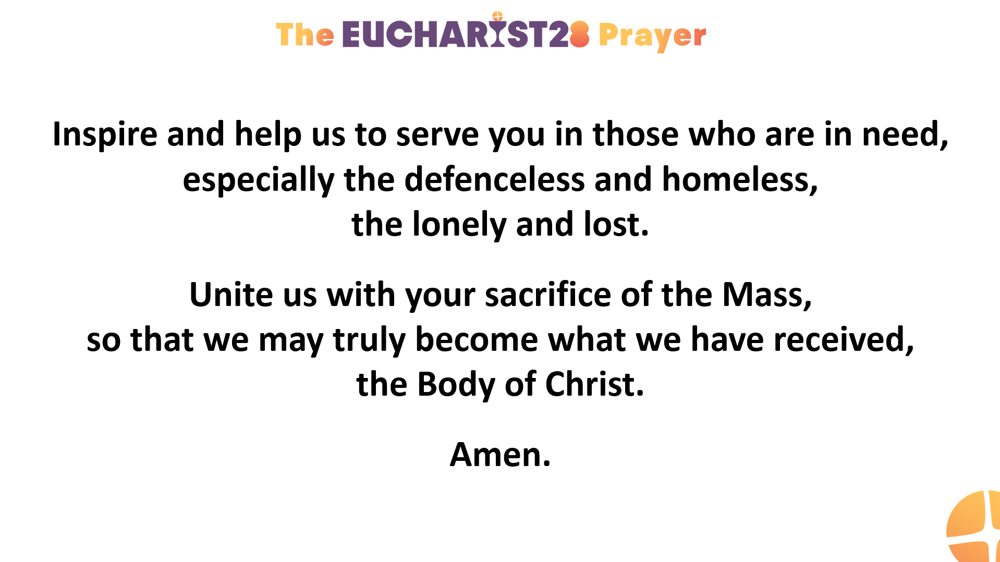 The EUCHARIST28 Prayer
Inspire and help us to serve you in those who are in need,
especially the defenceless and homeless,
the lonely and lost.
Unite us with your sacrifice of the Mass,
so that we may truly become what we have received,
the Body of Christ.
Amen.